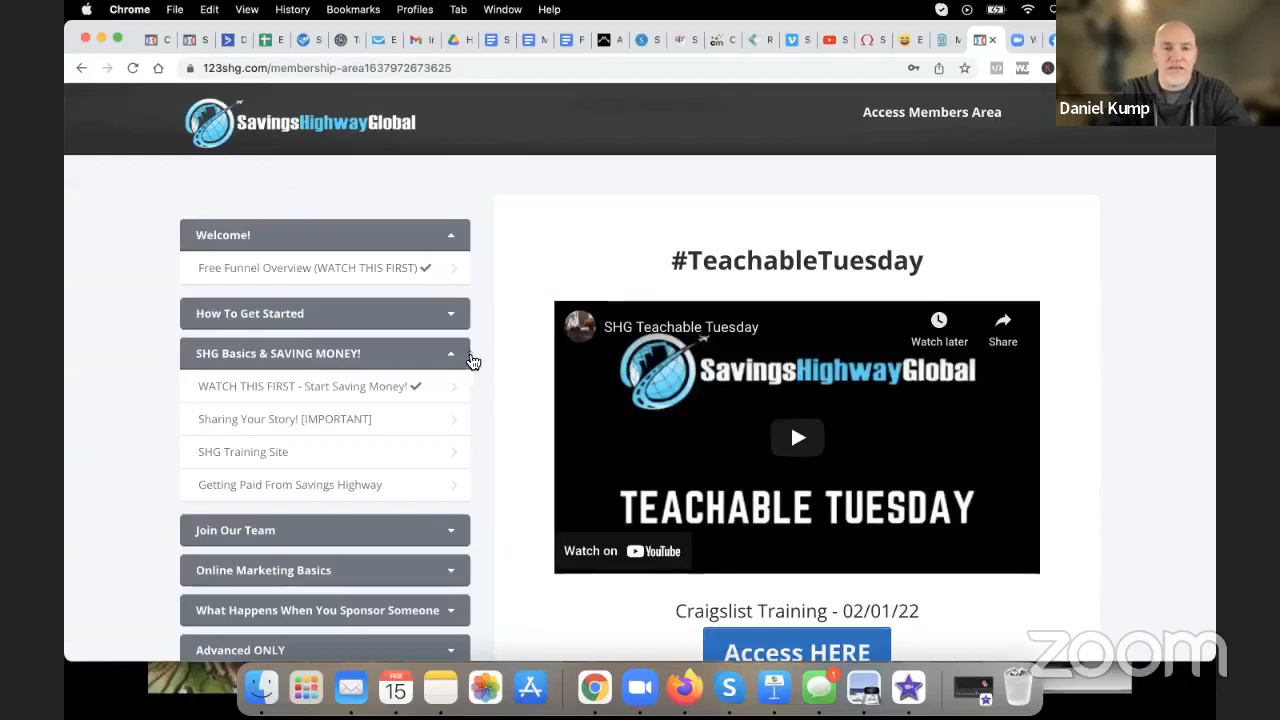 Chrome File Edit View History Bookmarks Profiles Tab Window Help
123shg.com/membership-area1637972673625
Daniel Kump
SavingsHighwayGlobal
Access Members Area
Welcome!
Free Funnel Overview (WATCH THIS FIRST)
How To Get Started
SHG Basics & SAVING MONEY!
WATCH THIS FIRST - Start Saving Money!
Sharing Your Story! [IMPORTANT]
SHG Training Site
Getting Paid From Savings Highway
Join Our Team
Online Marketing Basics
What Happens When You Sponsor Someone
Advanced ONLY
#TeachableTuesday
SHG Teachable Tuesday
Watch later
Share
SavingsHighwayGlobal
TEACHABLE TUESDAY
Watch on YouTube
Craigslist Training - 02/01/22
Access HERE
FEB
15
1
zoom